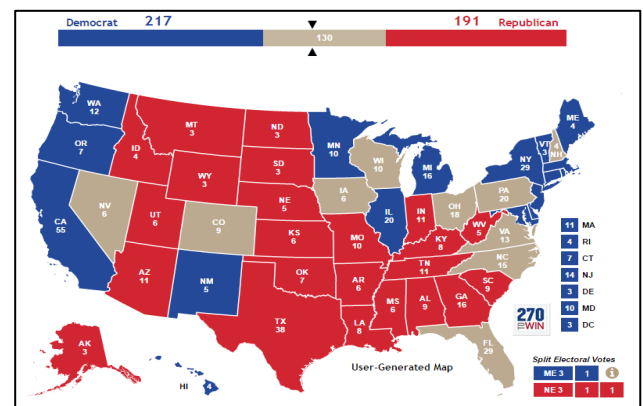 Democrat 217 191 Republican
130
WA
12
OR
7
CA
55
NV
6
ID
4
MT
3
WY
3
UT
6
AZ
11
CO
9
NM
5
ND
3
SD
3
NE
5
KS
6
OK
7
TX
38
MN
10
IA
6
MO
10
AR
6
LA
8
WI
10
IL
20
MI
16
IN
11
OH
18
KY
8
TN
11
MS
6
AL
9
GA
16
FL
29
SC
9
NC
15
VA
13
WV
5
PA
20
NY
29
VT
3
4
NH
ME
4
AK
3
HI
4
11 MA
4 RI
7 CT
14 NJ
3 DE
10 MD
3 DC
270
TO
WIN
User-Generated Map
Split Electoral Votes
ME 3 1 i
NE 3 1 1